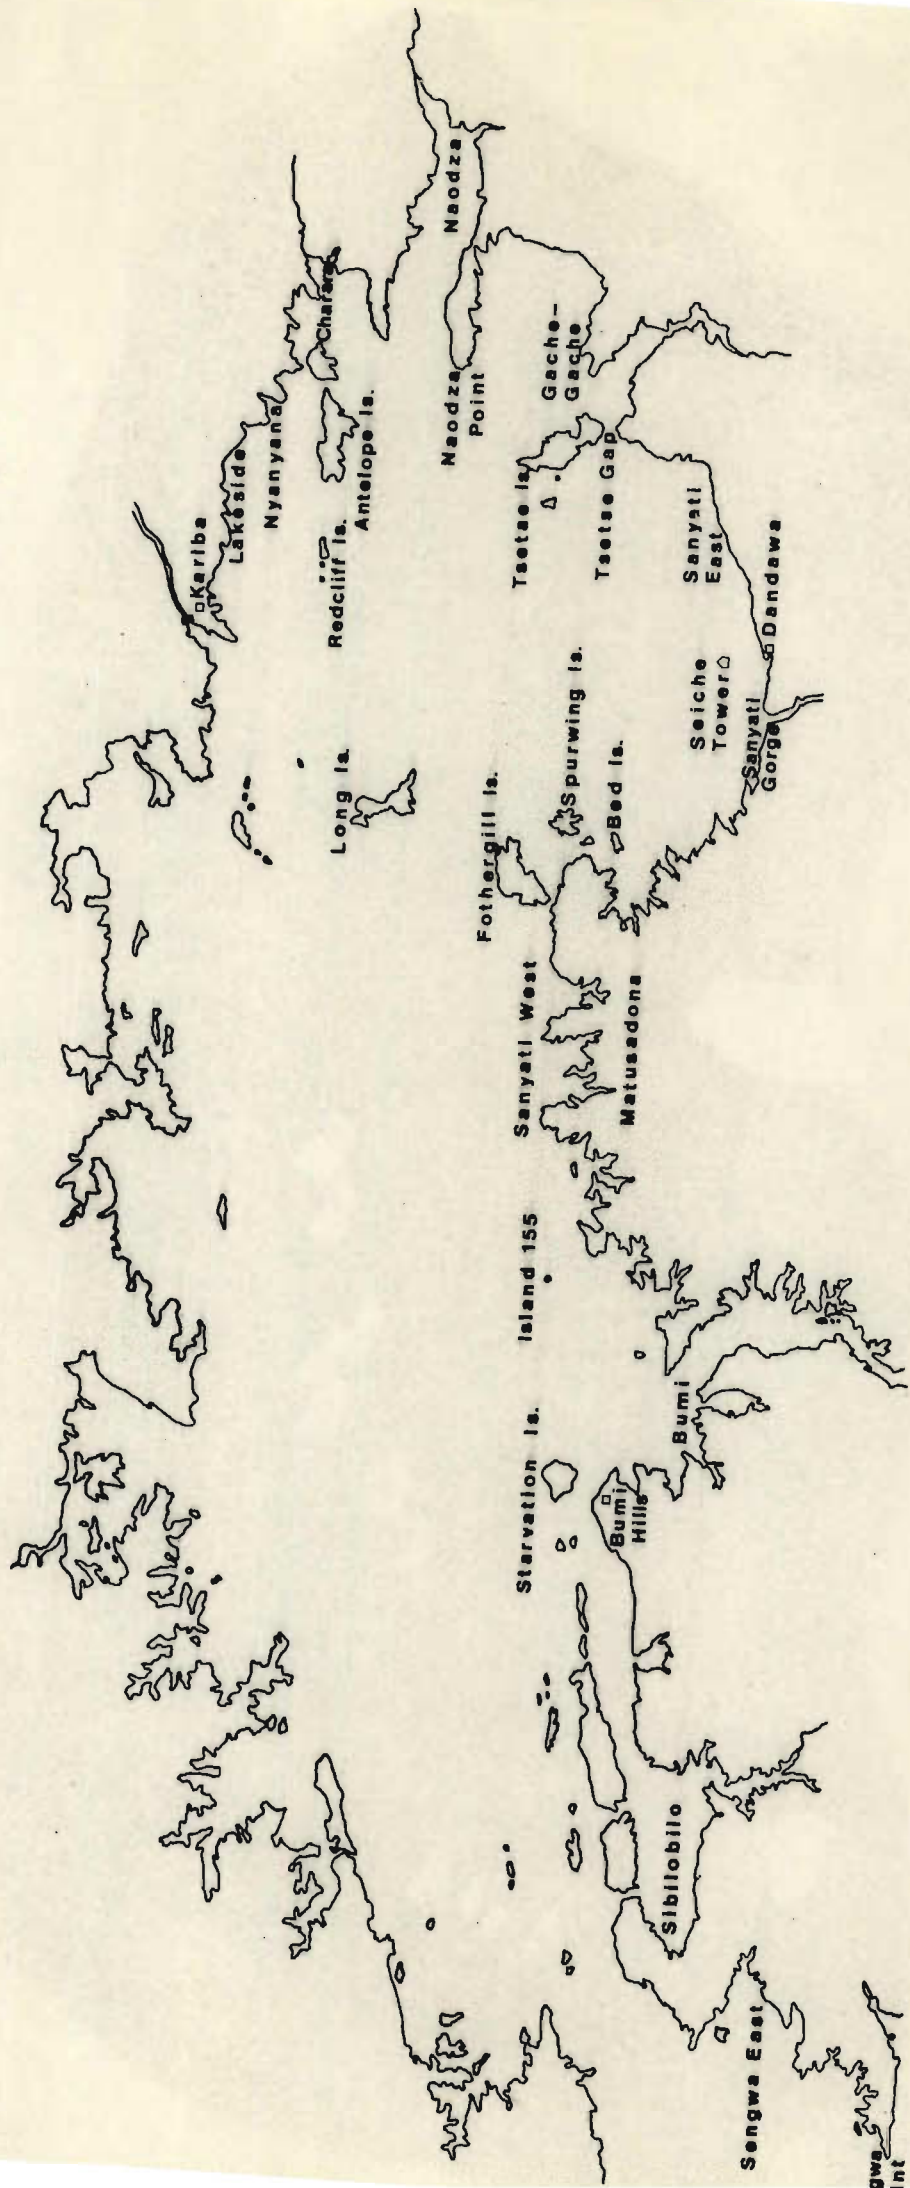 Kariba
Lakeside
Nyanyana
Charara
Redcliff Is.
Antelope Is.
Long Is.
Naodza
Naodza
Point
Gache-
Gache
Tsetse Is.
Tsetse Gap
Sanyati
East
Dandawa
Seiche
Tower
Sanyati
Gorge
Spurwing Is.
Bed Is.
Fothergill Is.
Sanyati West
Matusadona
Island 155
Starvation Is.
Bumi
Bumi
Hills
Sibilobilo
Sengwa East
gwa
int